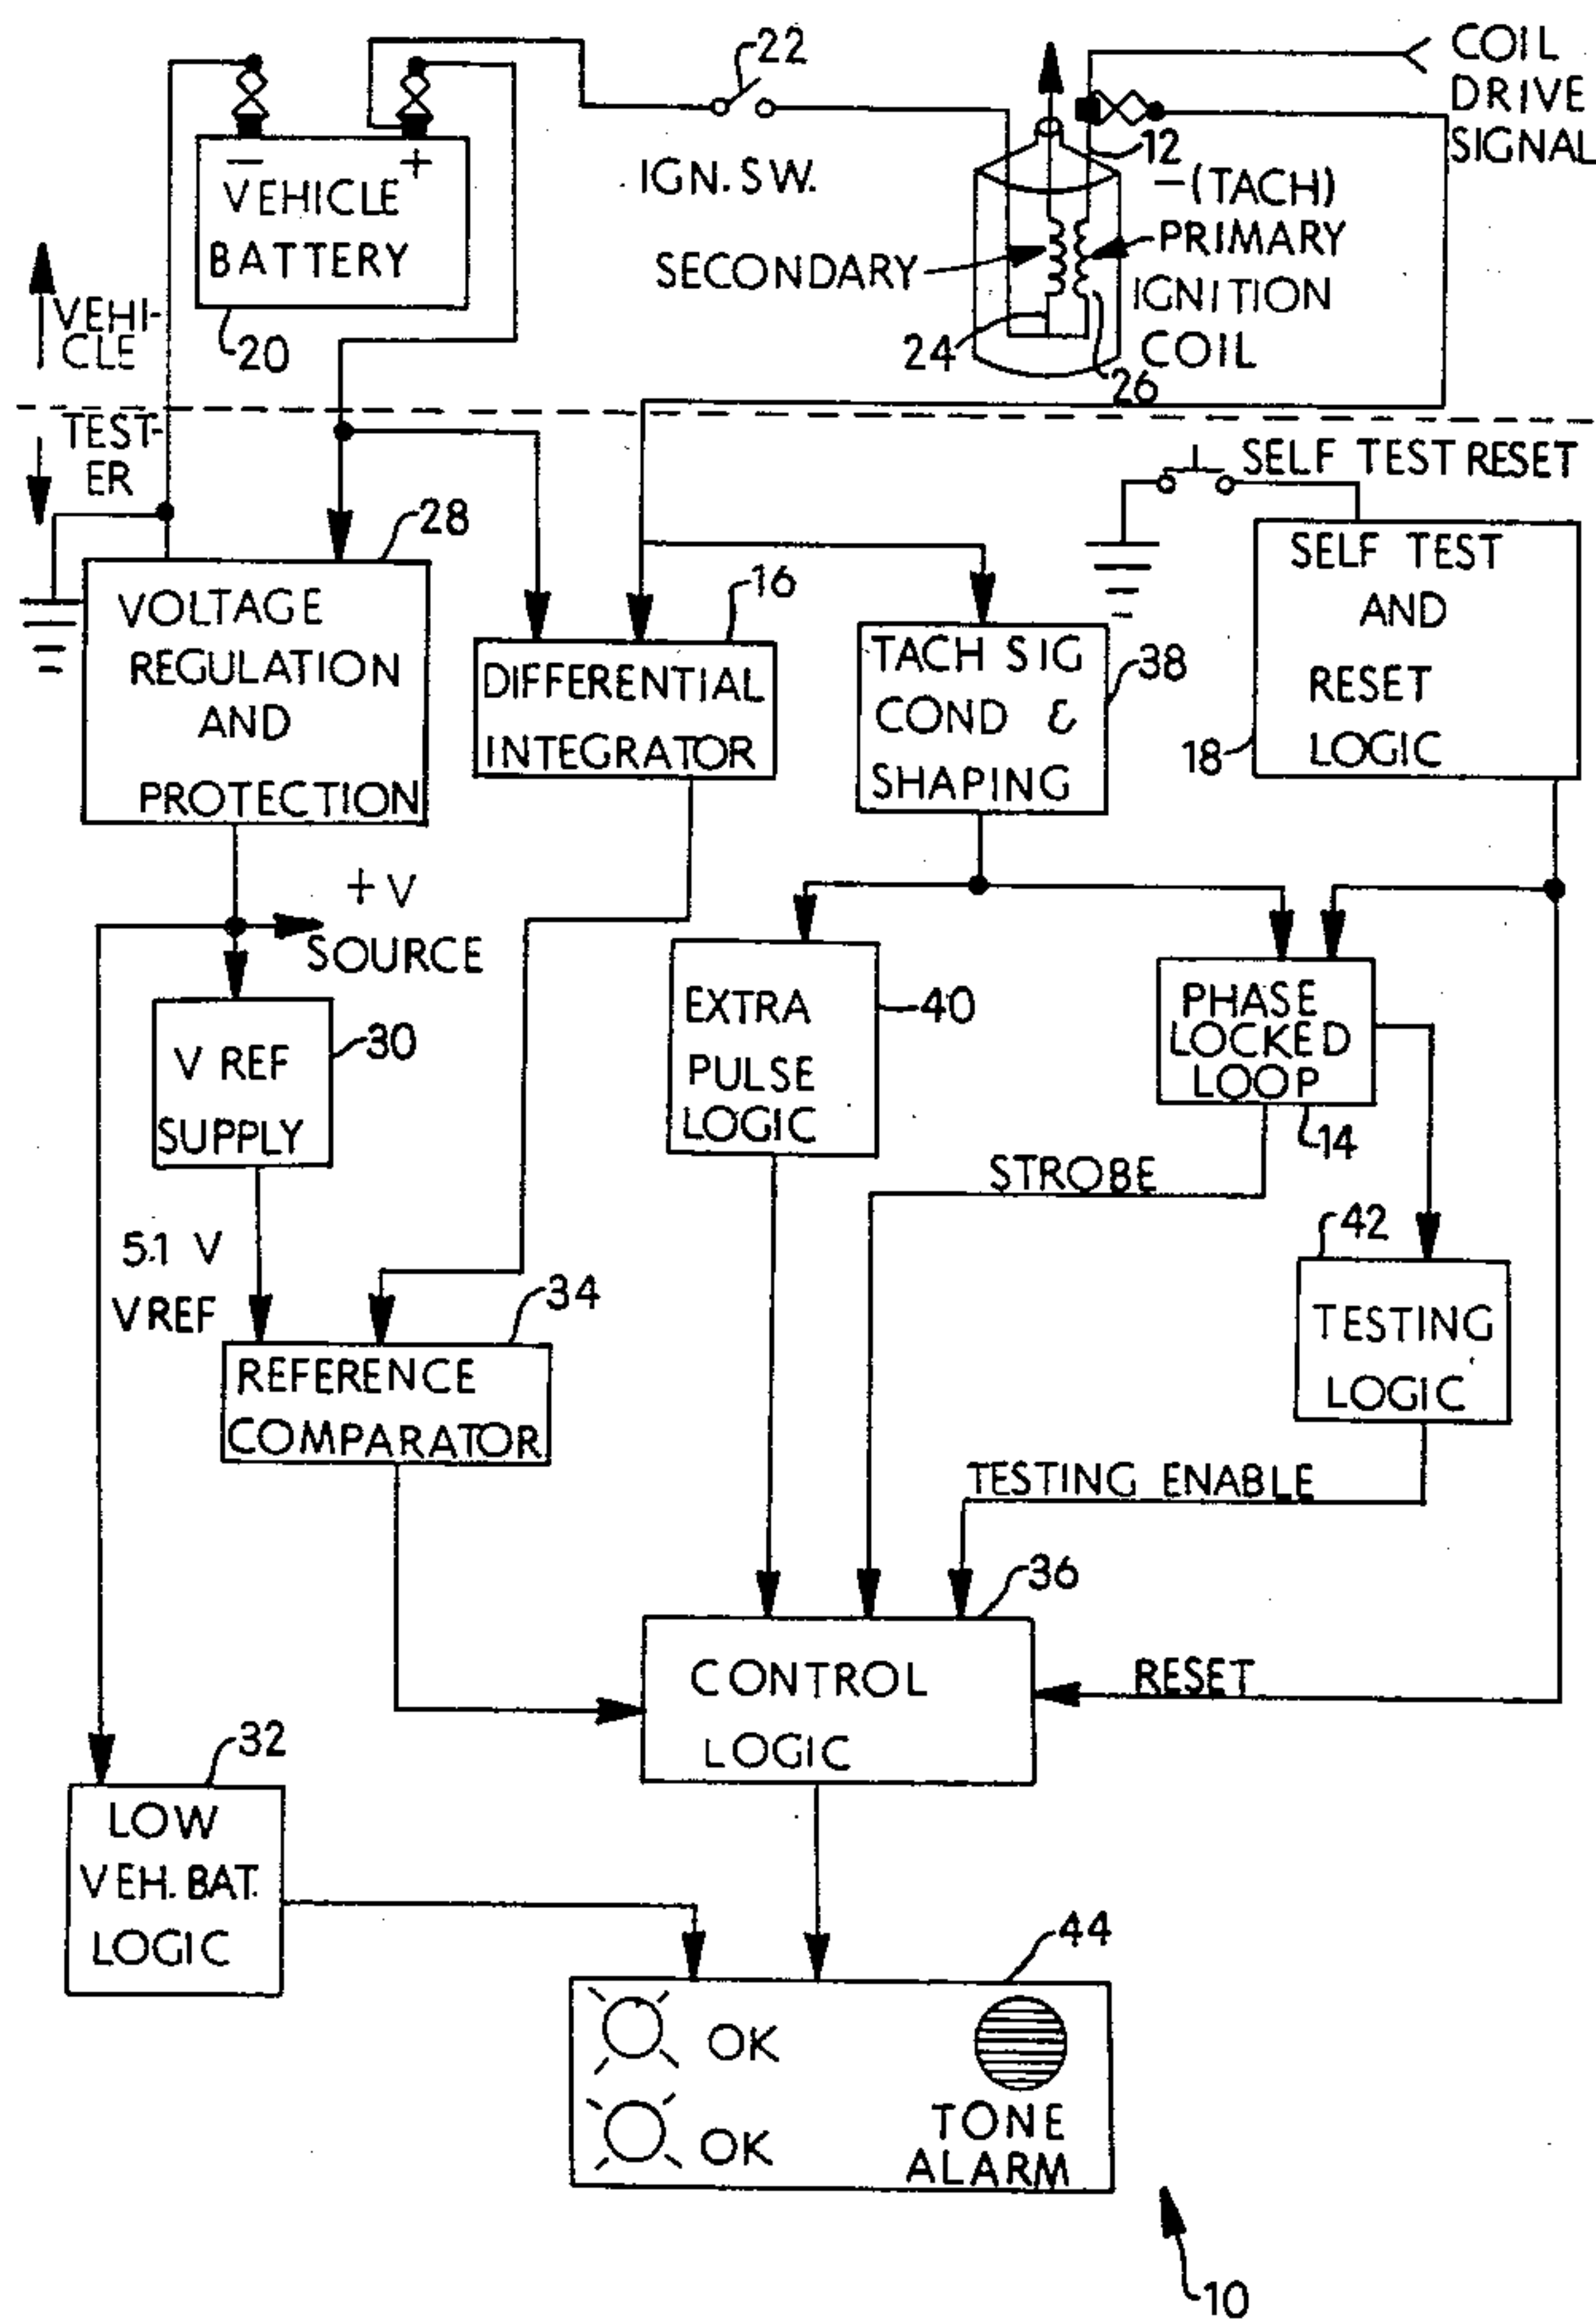 22
COIL
DRIVE
SIGNAL
12
IGN. SW.
− +
VEHICLE
BATTERY
−(TACH)
PRIMARY
SECONDARY
IGNITION
COIL
24
26
20
VEHI-
CLE
TEST-
ER
SELF TEST RESET
28
VOLTAGE
REGULATION
AND
PROTECTION
16
DIFFERENTIAL
INTEGRATOR
TACH SIG
COND &
SHAPING
38
SELF TEST
AND
RESET
LOGIC
18
+ V
SOURCE
V REF
SUPPLY
30
EXTRA
PULSE
LOGIC
40
PHASE
LOCKED
LOOP
14
STROBE
5.1 V
V REF
34
REFERENCE
COMPARATOR
42
TESTING
LOGIC
TESTING ENABLE
36
CONTROL
LOGIC
RESET
32
LOW
VEH. BAT.
LOGIC
44
OK
OK
TONE
ALARM
10